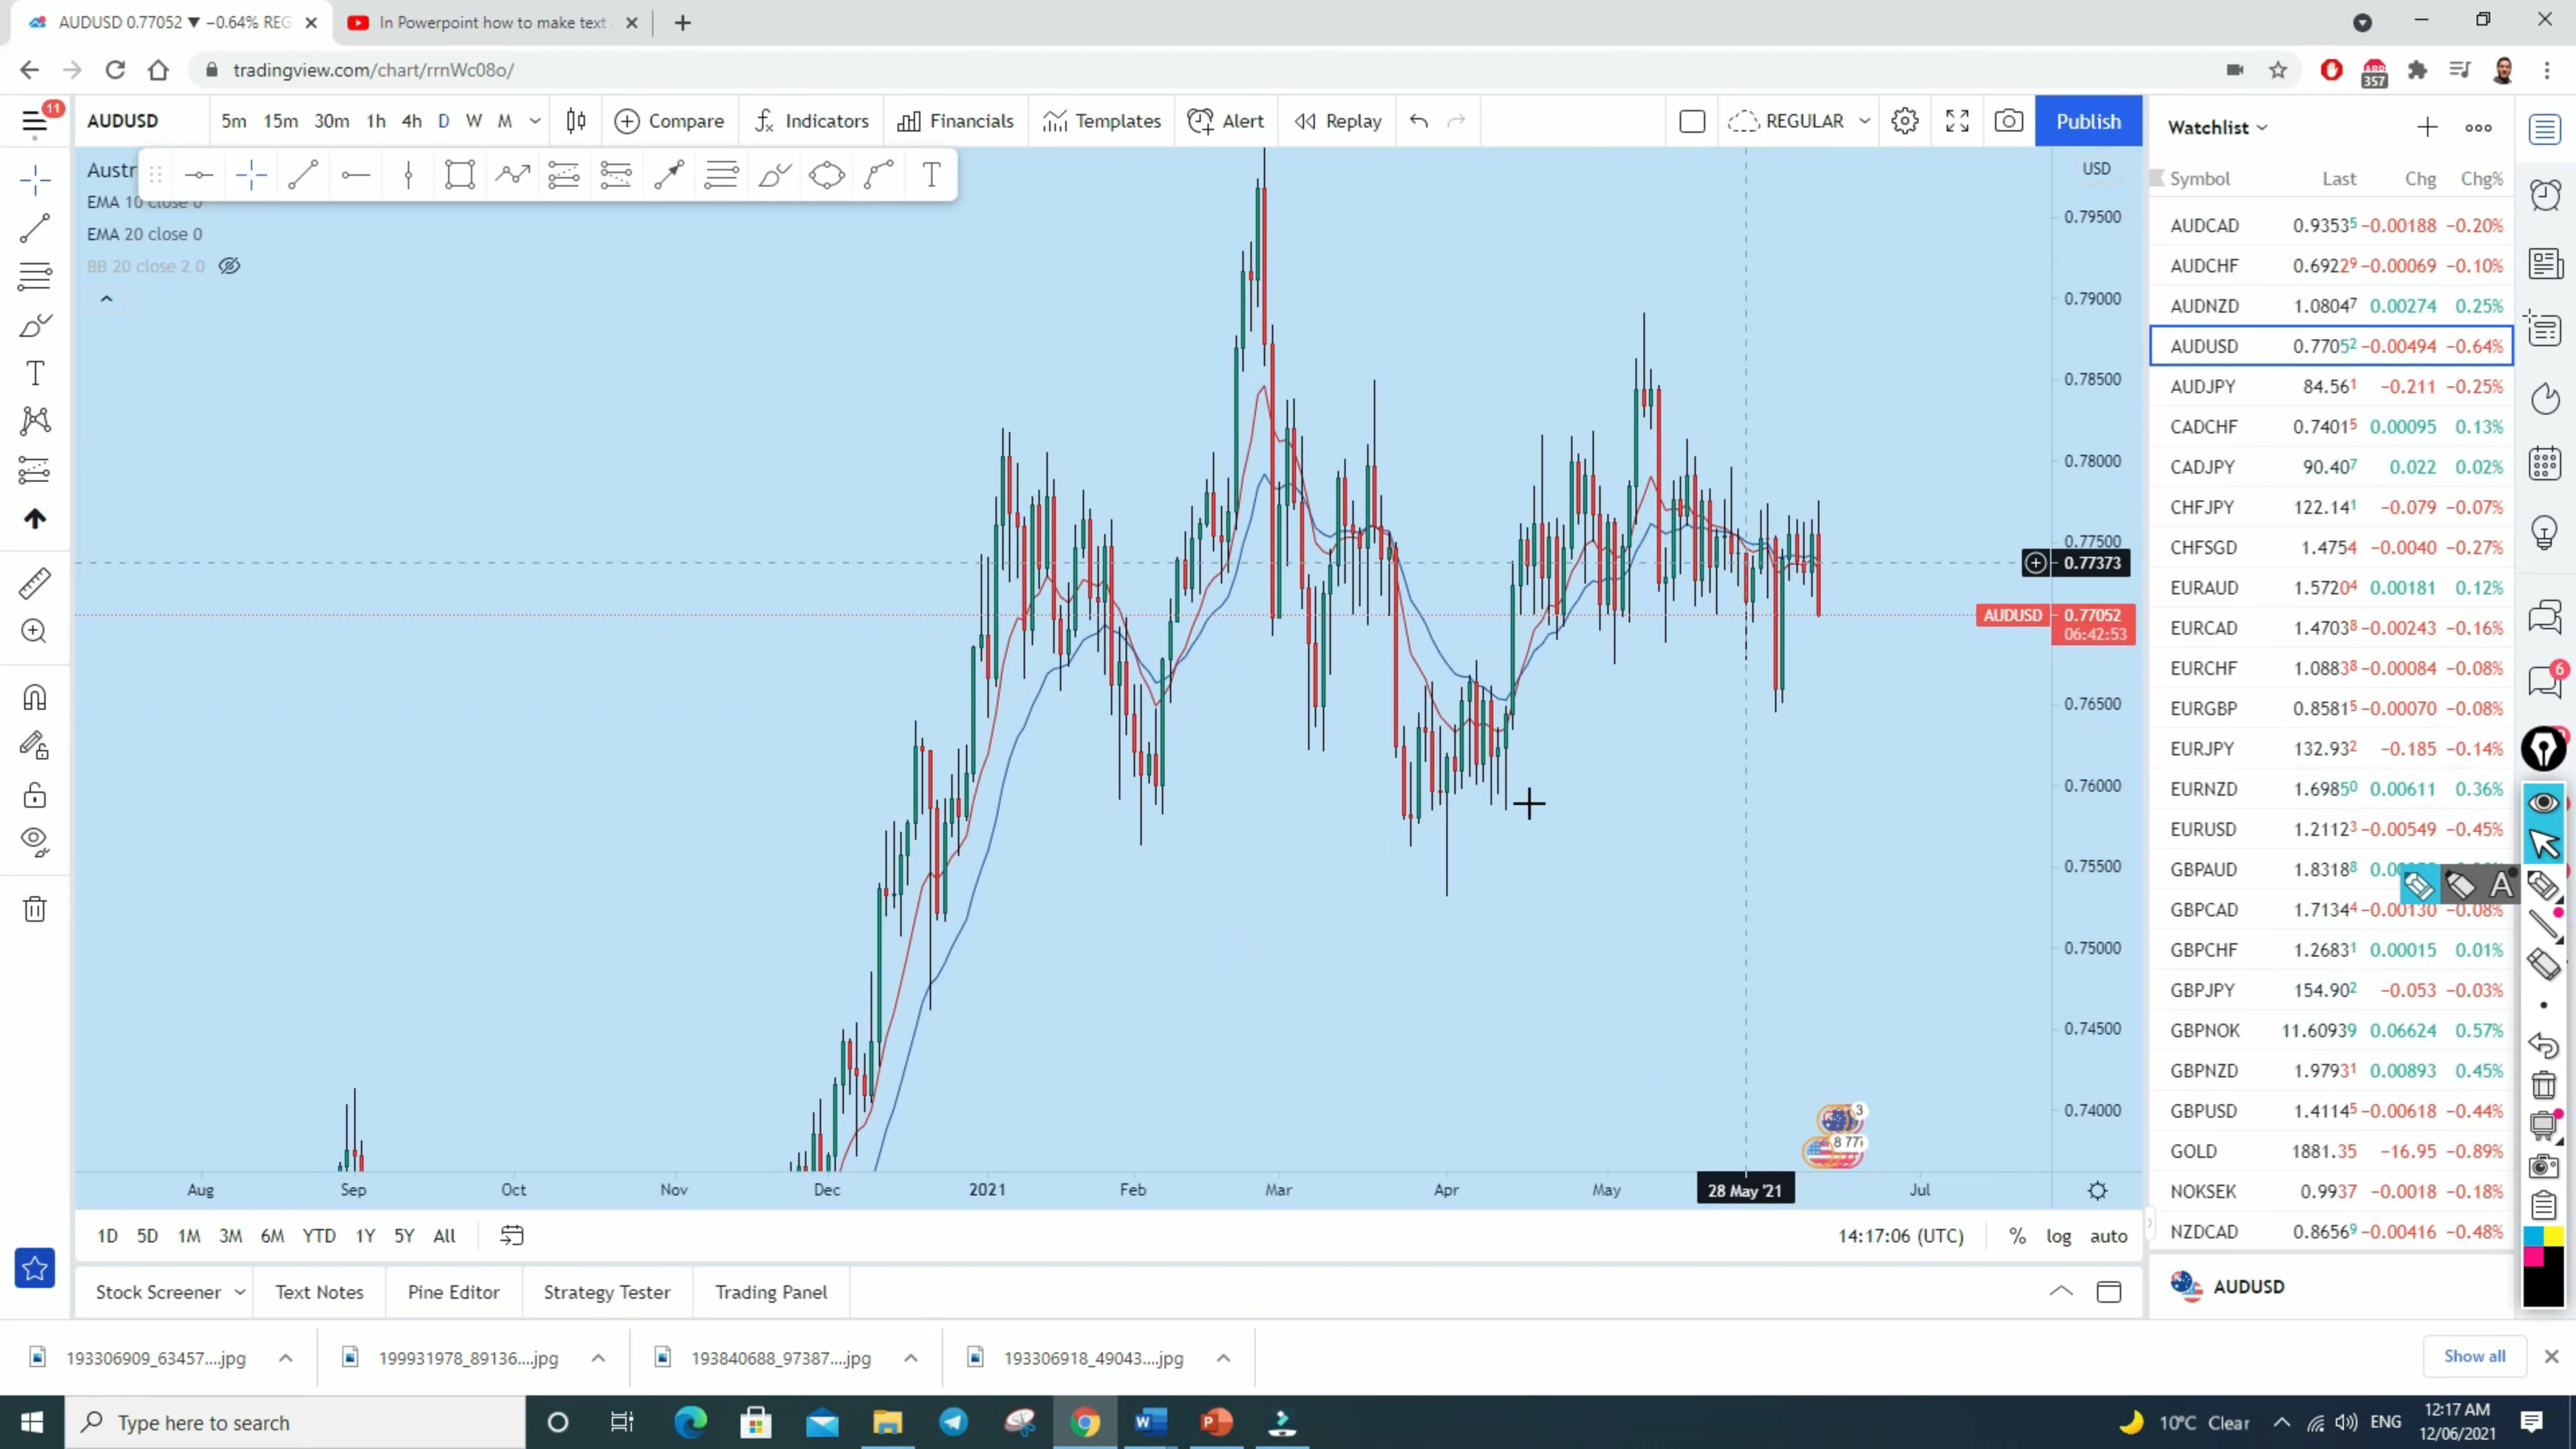 AUDUSD 0.77052 ▼ −0.64% REG
In Powerpoint how to make text
tradingview.com/chart/rrnWc08o/
ABP
357
11
AUDUSD 5m 15m 30m 1h 4h D W M Compare Indicators Financials Templates Alert Replay REGULAR Publish
Austr
EMA 10 close 0
EMA 20 close 0
BB 20 close 2 0
USD
0.79500
0.79000
0.78500
0.78000
0.77500
0.77373
AUDUSD 0.77052
06:42:53
0.76500
0.76000
0.75500
0.75000
0.74500
0.74000
3
Aug Sep Oct Nov Dec 2021 Feb Mar Apr May 28 May '21 Jul
1D 5D 1M 3M 6M YTD 1Y 5Y All 14:17:06 (UTC) % log auto
Stock Screener Text Notes Pine Editor Strategy Tester Trading Panel
Watchlist
Symbol Last Chg Chg%
AUDCAD 0.93535 −0.00188 −0.20%
AUDCHF 0.69229 −0.00069 −0.10%
AUDNZD 1.08047 0.00274 0.25%
AUDUSD 0.77052 −0.00494 −0.64%
AUDJPY 84.561 −0.211 −0.25%
CADCHF 0.74015 0.00095 0.13%
CADJPY 90.407 0.022 0.02%
CHFJPY 122.141 −0.079 −0.07%
CHFSGD 1.4754 −0.0040 −0.27%
EURAUD 1.57204 0.00181 0.12%
EURCAD 1.47038 −0.00243 −0.16%
EURCHF 1.08838 −0.00084 −0.08%
EURGBP 0.85815 −0.00070 −0.08%
EURJPY 132.932 −0.185 −0.14%
EURNZD 1.69850 0.00611 0.36%
EURUSD 1.21123 −0.00549 −0.45%
GBPAUD 1.83188
GBPCAD 1.71344 −0.00130 −0.08%
GBPCHF 1.26831 0.00015 0.01%
GBPJPY 154.902 −0.053 −0.03%
GBPNOK 11.60939 0.06624 0.57%
GBPNZD 1.97931 0.00893 0.45%
GBPUSD 1.41145 −0.00618 −0.44%
GOLD 1881.35 −16.95 −0.89%
NOKSEK 0.9937 −0.0018 −0.18%
NZDCAD 0.86569 −0.00416 −0.48%
AUDUSD
6
A
193306909_63457....jpg 199931978_89136....jpg 193840688_97387....jpg 193306918_49043....jpg Show all
Type here to search
10°C Clear ENG 12:17 AM
12/06/2021